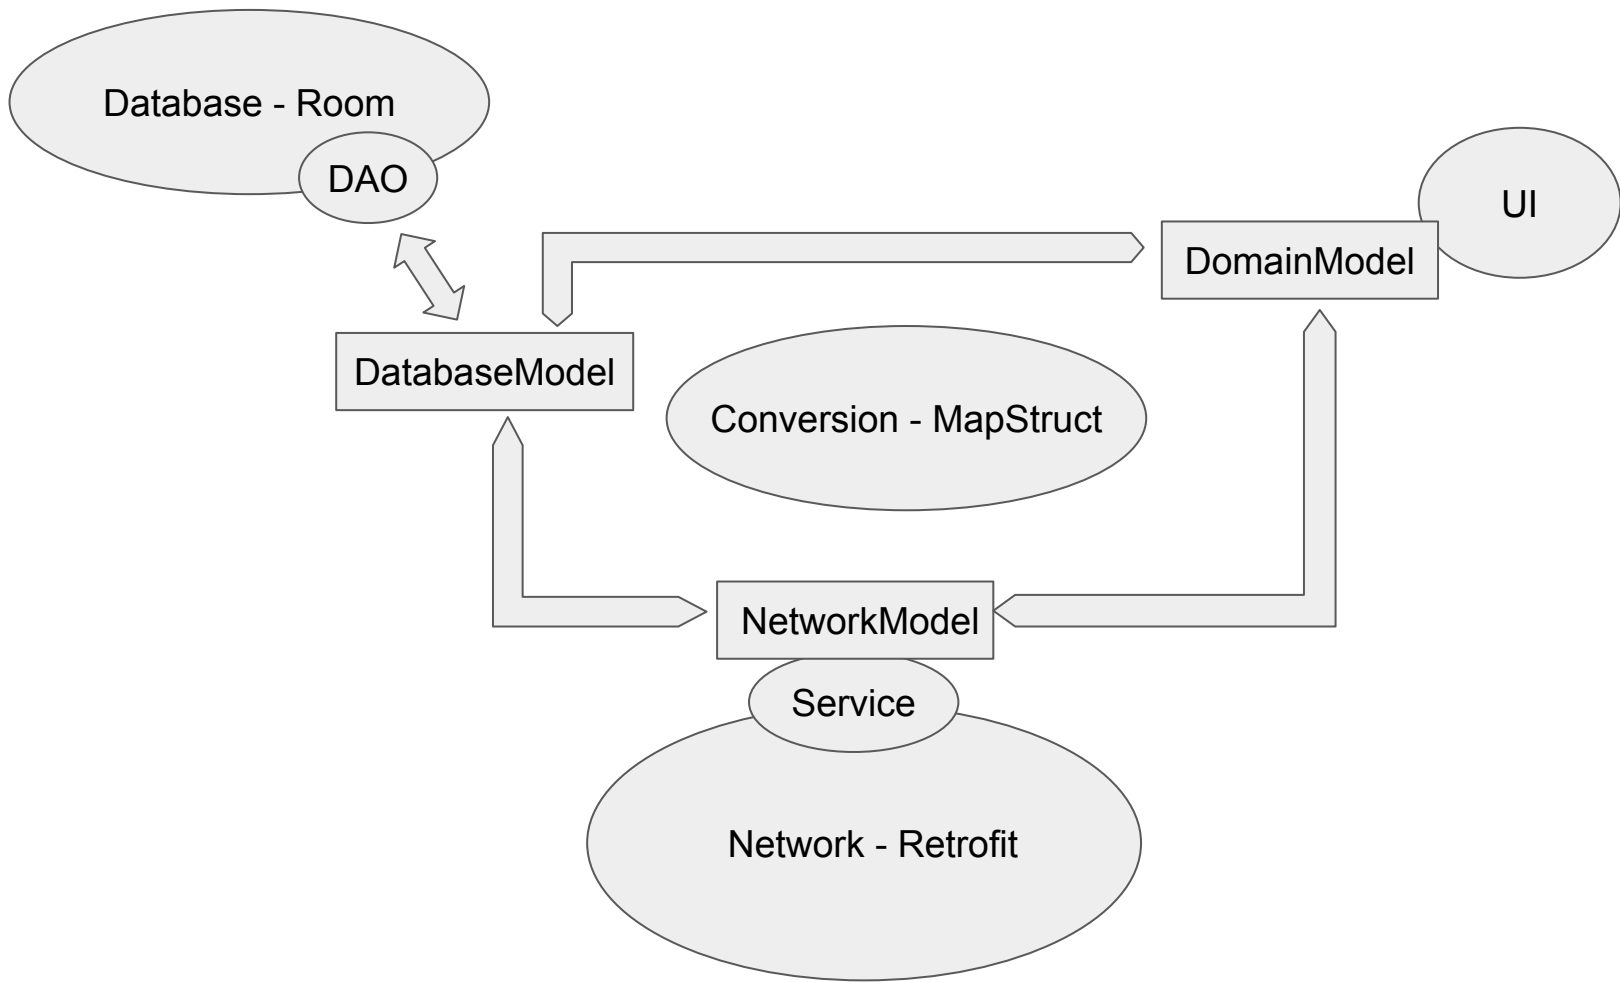 Database - Room
DAO
UI
DomainModel
DatabaseModel
Conversion - MapStruct
NetworkModel
Service
Network - Retrofit